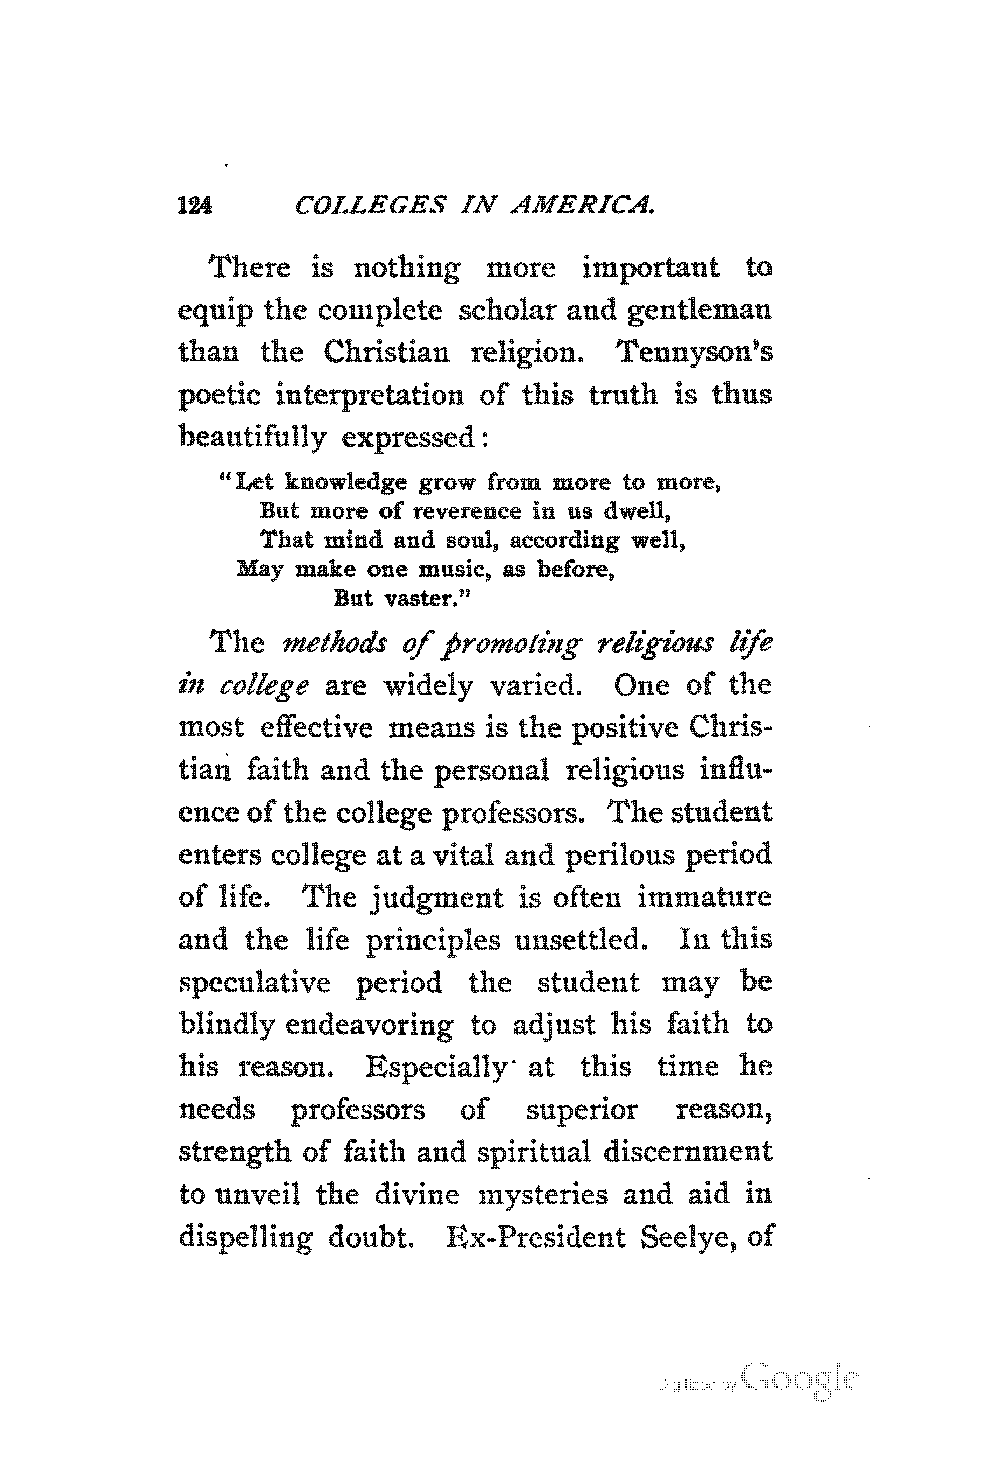 124 COLLEGES IN AMERICA.
There is nothing more important to
equip the complete scholar and gentleman
than the Christian religion. Tennyson's
poetic interpretation of this truth is thus
beautifully expressed:
"Let knowledge grow from more to more,
But more of reverence in us dwell,
That mind and soul, according well,
May make one music, as before,
But vaster."
The methods of promoting religious life
in college are widely varied. One of the
most effective means is the positive Chris-
tian faith and the personal religious influ-
ence of the college professors. The student
enters college at a vital and perilous period
of life. The judgment is often immature
and the life principles unsettled. In this
speculative period the student may be
blindly endeavoring to adjust his faith to
his reason. Especially at this time he
needs professors of superior reason,
strength of faith and spiritual discernment
to unveil the divine mysteries and aid in
dispelling doubt. Ex-President Seelye, of
Digitized by Google